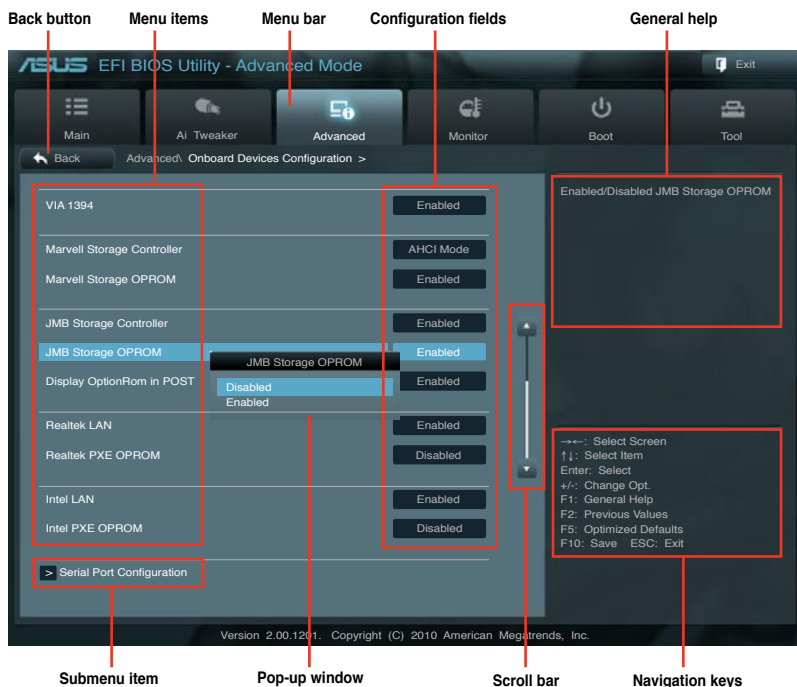 Back button Menu items Menu bar Configuration fields General help
ASUS EFI BIOS Utility - Advanced Mode Exit
Main Ai Tweaker Advanced Monitor Boot Tool
Back Advanced\ Onboard Devices Configuration >
VIA 1394 Enabled
Enabled/Disabled JMB Storage OPROM
Marvell Storage Controller AHCI Mode
Marvell Storage OPROM Enabled
JMB Storage Controller Enabled
JMB Storage OPROM Enabled
JMB Storage OPROM
Disabled
Enabled
Display OptionRom in POST Enabled
Realtek LAN Enabled
Realtek PXE OPROM Disabled
Intel LAN Enabled
Intel PXE OPROM Disabled
> Serial Port Configuration
→←: Select Screen
↑↓: Select Item
Enter: Select
+/-: Change Opt.
F1: General Help
F2: Previous Values
F5: Optimized Defaults
F10: Save ESC: Exit
Version 2.00.1201. Copyright (C) 2010 American Megatrends, Inc.
Submenu item Pop-up window Scroll bar Navigation keys